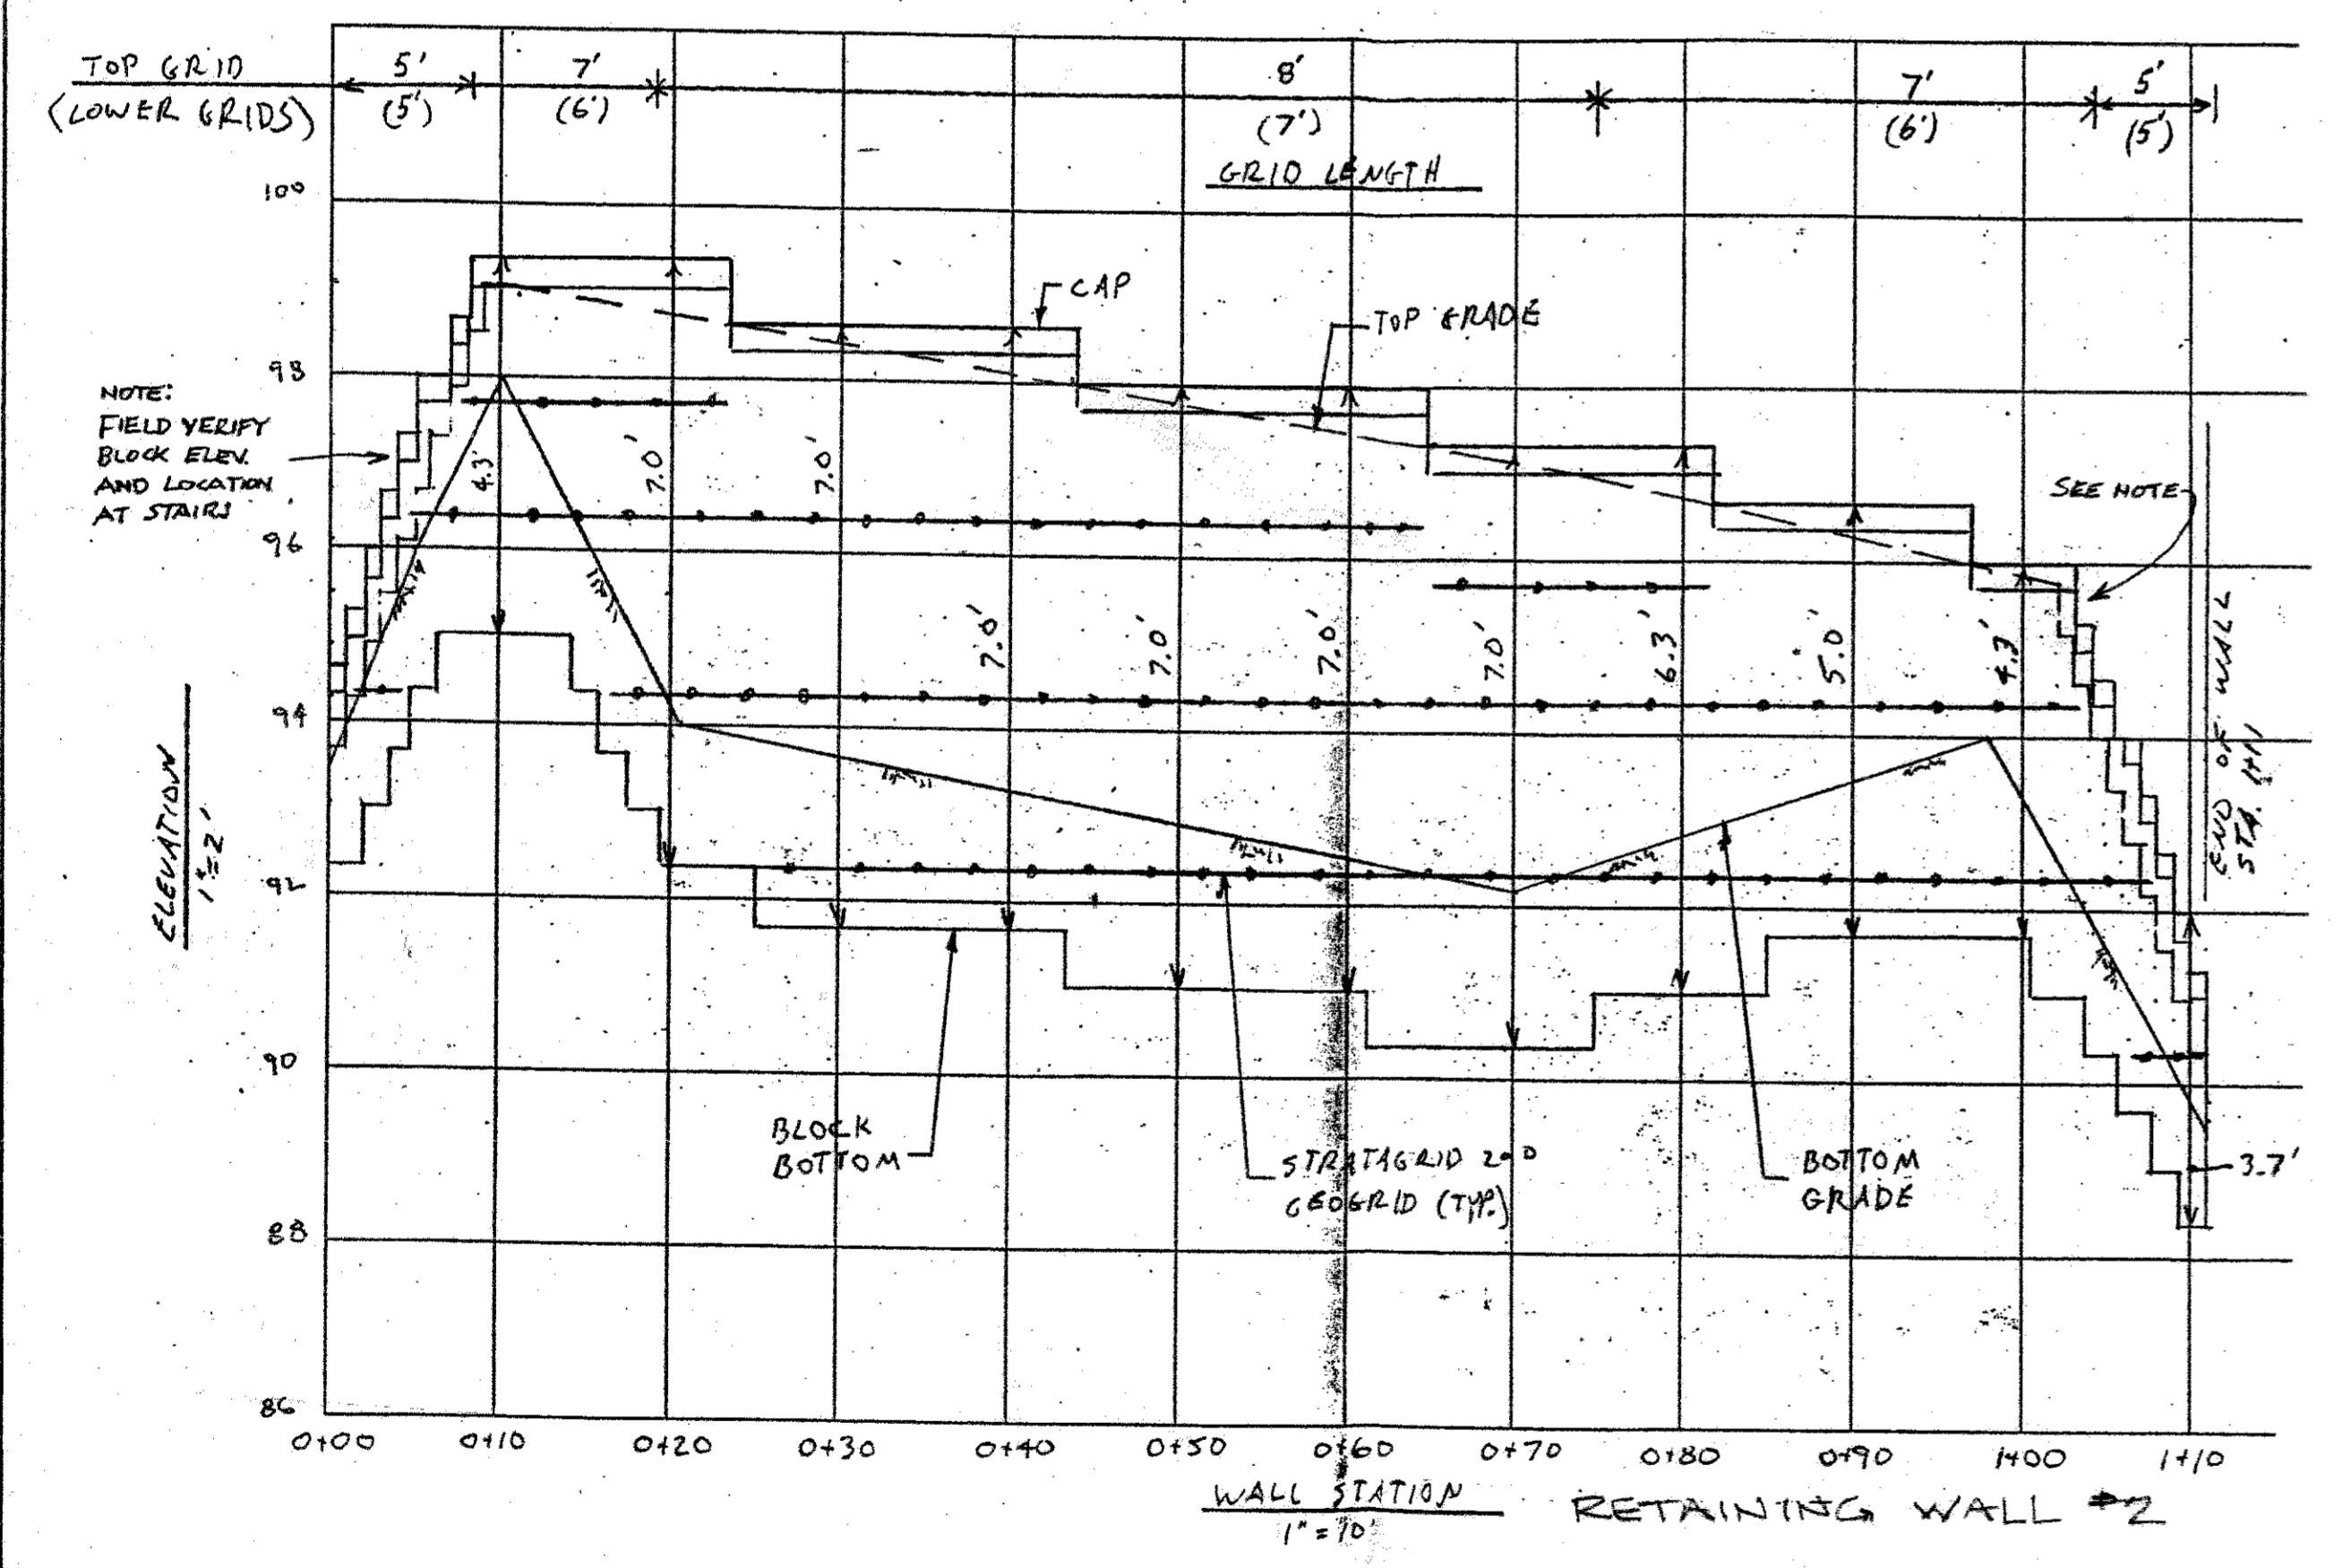 TOP GRID
(LOWER GRIDS)
5'
(5')
7'
(6')
8'
(7')
7'
(6')
5'
(5')
GRID LENGTH
100
98
96
94
92
90
88
86
ELEVATION
1"=2'
NOTE:
FIELD VERIFY
BLOCK ELEV.
AND LOCATION
AT STAIRS
CAP
TOP GRADE
SEE NOTE
4.3'
7.0'
7.0'
7.0'
7.0'
7.0'
7.0'
6.3'
5.0'
4.3'
END OF WALL
STA. 1+11
BLOCK
BOTTOM
STRATAGRID 200
GEOGRID (TYP.)
BOTTOM
GRADE
3.7'
0+00 0+10 0+20 0+30 0+40 0+50 0+60 0+70 0+80 0+90 1+00 1+10
WALL STATION
1"=10'
RETAINING WALL #2